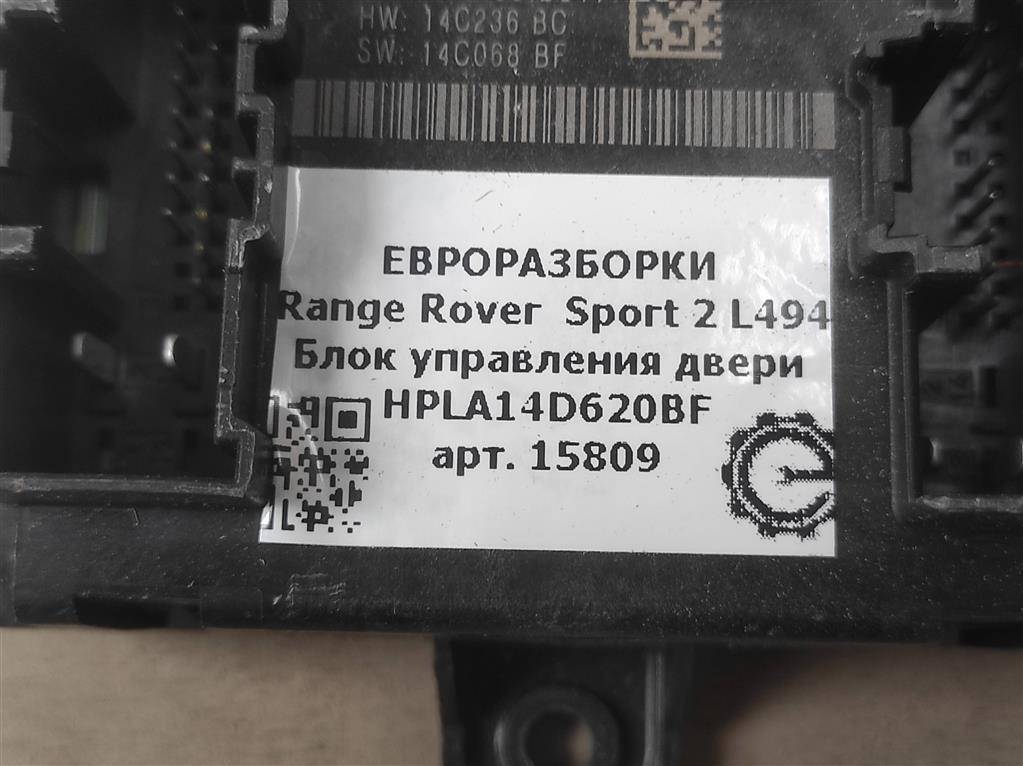 HW: 14C236 BC
SW: 14C068 BF
ЕВРОРАЗБОРКИ
Range Rover Sport 2 L494
Блок управления двери
HPLA14D620BF
арт. 15809